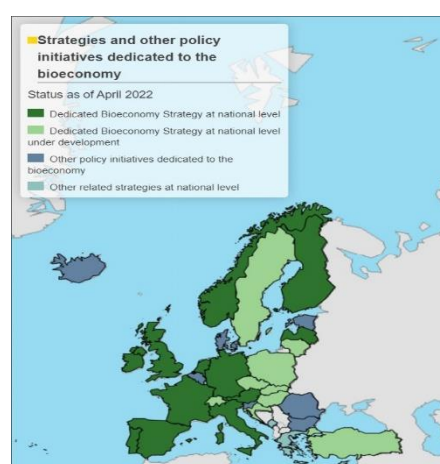 Strategies and other policy
initiatives dedicated to the
bioeconomy
Status as of April 2022
Dedicated Bioeconomy Strategy at national level
Dedicated Bioeconomy Strategy at national level
under development
Other policy initiatives dedicated to the
bioeconomy
Other related strategies at national level